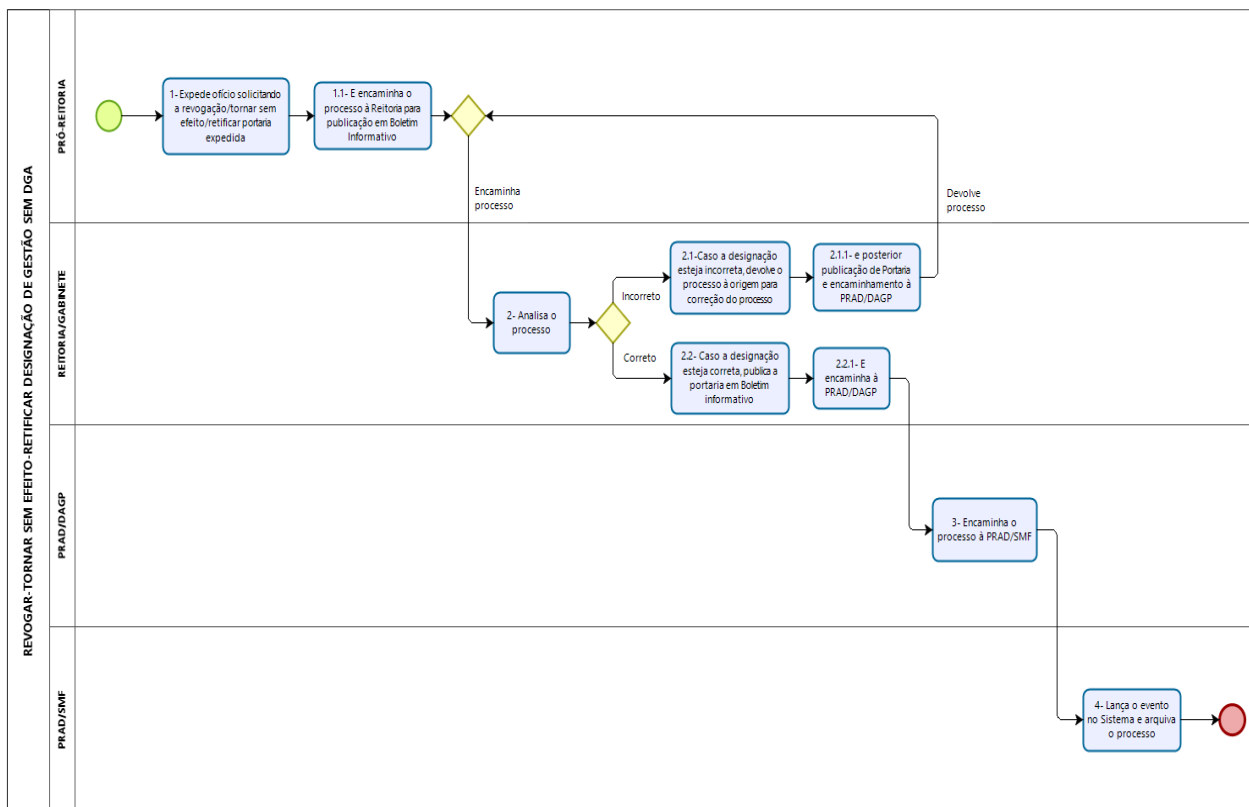 REVOGAR-TORNAR SEM EFEITO-RETIFICAR DESIGNAÇÃO DE GESTÃO SEM DGA
PRÓ-REITORIA
1- Expede ofício solicitando
a revogação/tornar sem
efeito/retificar portaria
expedida
1.1- E encaminha o
processo à Reitoria para
publicação em Boletim
Informativo
Encaminha
processo
Devolve
processo
REITORIA/GABINETE
2- Analisa o
processo
Incorreto
Correto
2.1-Caso a designação
esteja incorreta, devolve o
processo à origem para
correção do processo
2.1.1- e posterior
publicação de Portaria
e encaminhamento à
PRAD/DAGP
2.2- Caso a designação
esteja correta, publica a
portaria em Boletim
informativo
2.2.1- E
encaminha à
PRAD/DAGP
PRAD/DAGP
3- Encaminha o
processo à PRAD/SMF
PRAD/SMF
4- Lança o evento
no Sistema e arquiva
o processo